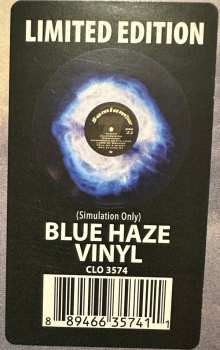 LIMITED EDITION
(Simulation Only)
BLUE HAZE
VINYL
CLO 3574
8 89466 35741 1